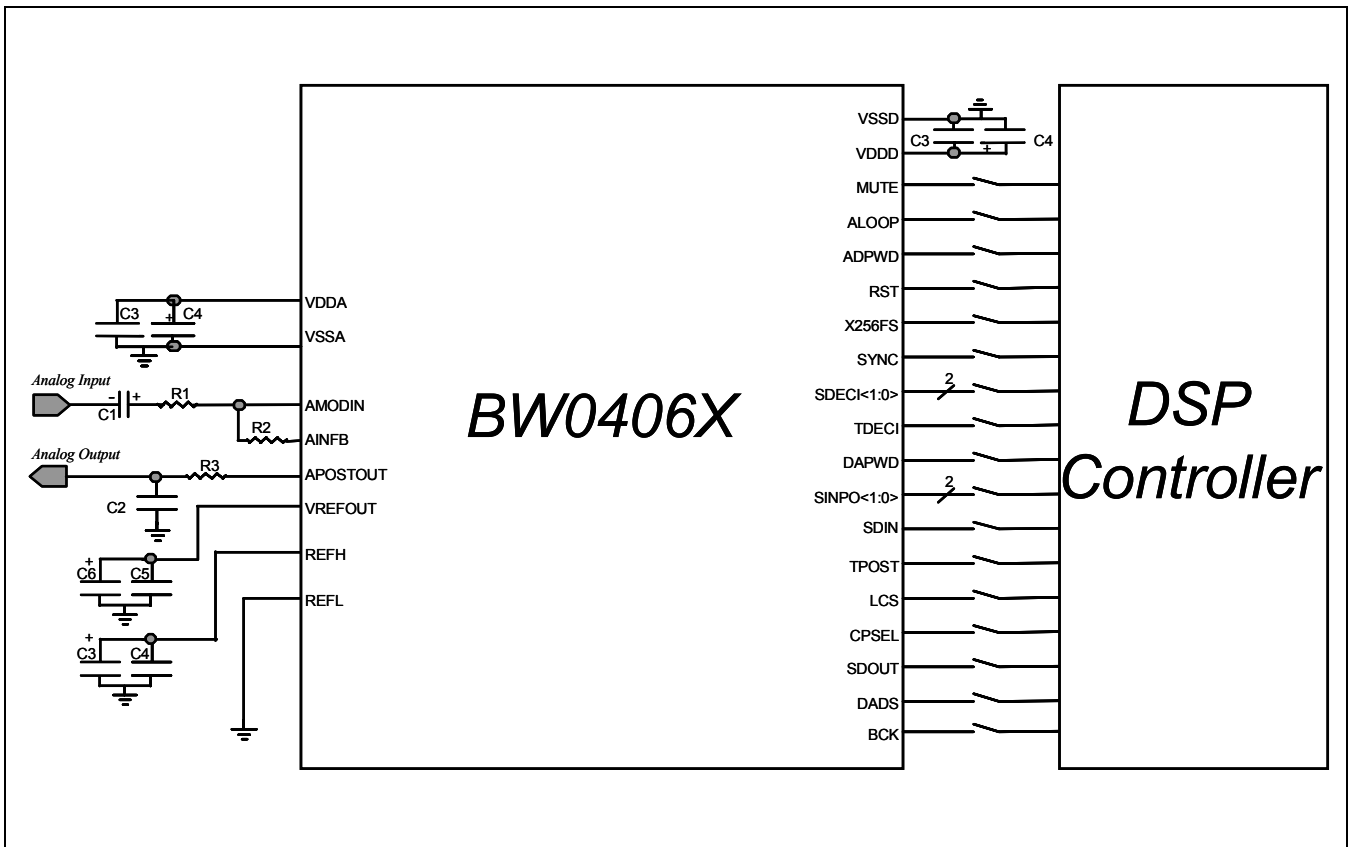 VSSD
C3
C4
VDDD
+
MUTE
ALOOP
ADPWD
RST
X256FS
SYNC
SDECI<1:0>
2
TDECI
DAPWD
SINPO<1:0>
2
SDIN
TPOST
LCS
CPSEL
SDOUT
DADS
BCK
VDDA
C3
+
C4
VSSA
Analog Input
-
+
C1
R1
AMODIN
R2
AINFB
Analog Output
R3
APOSTOUT
C2
VREFOUT
+
C6
C5
REFH
REFL
+
C3
C4
BW0406X
DSP
Controller